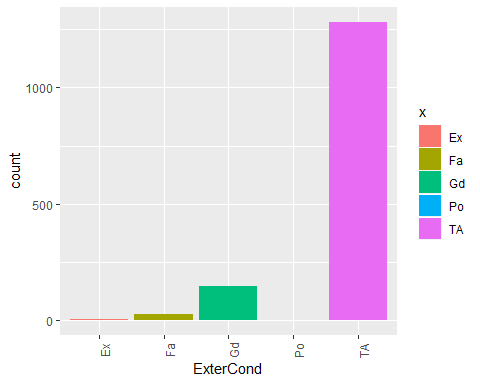 count
1000
500
0
Ex
Fa
Gd
Po
TA
ExterCond
x
Ex
Fa
Gd
Po
TA